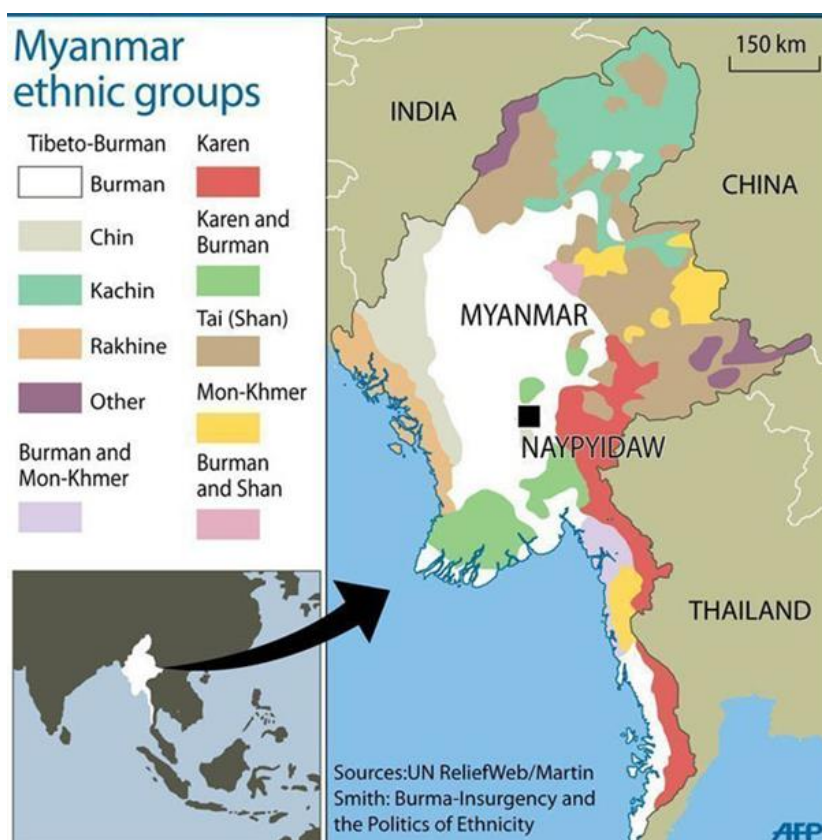 Myanmar
ethnic groups
Tibeto-Burman
Burman
Chin
Kachin
Rakhine
Other
Burman and
Mon-Khmer
Karen
Karen and
Burman
Tai (Shan)
Mon-Khmer
Burman
and Shan
150 km
INDIA
CHINA
MYANMAR
NAYPYIDAW
THAILAND
Sources:UN ReliefWeb/Martin
Smith: Burma-Insurgency and
the Politics of Ethnicity
AFP